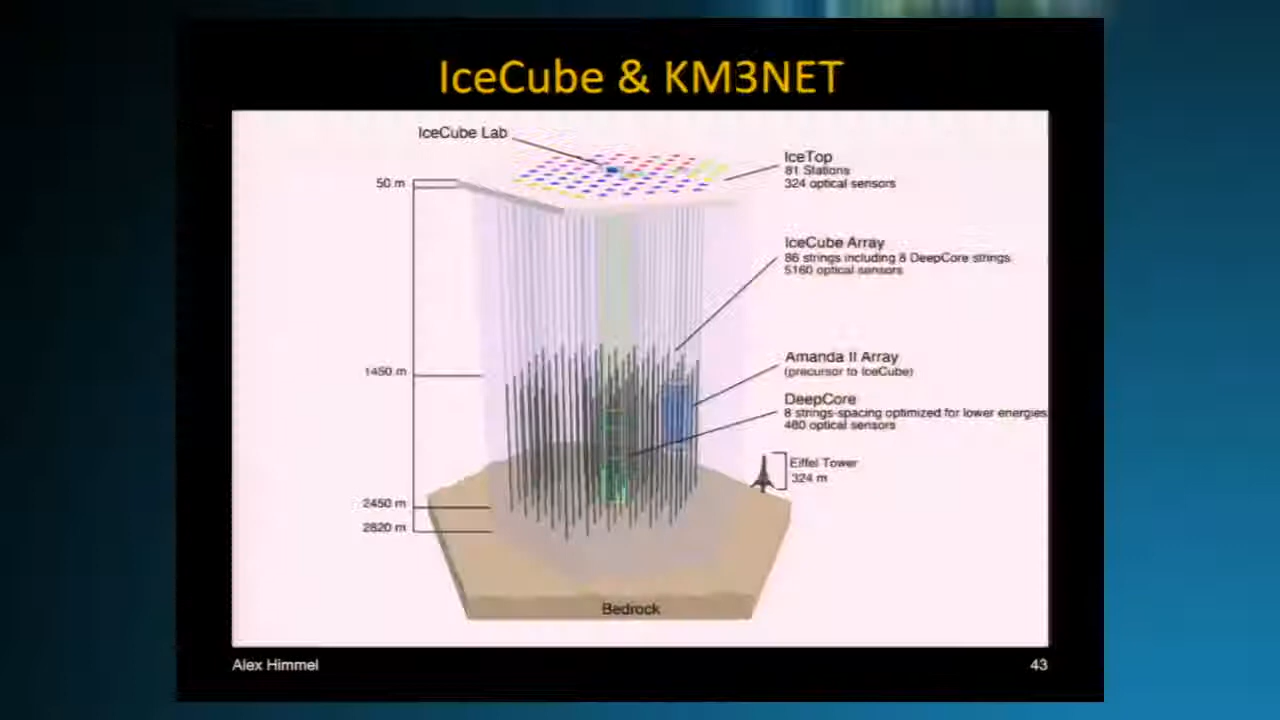 IceCube & KM3NET
IceCube Lab
IceTop
81 Stations
324 optical sensors
50 m
IceCube Array
86 strings including 8 DeepCore strings
5160 optical sensors
1450 m
Amanda II Array
(precursor to IceCube)
DeepCore
8 strings-spacing optimized for lower energies
480 optical sensors
Eiffel Tower
324 m
2450 m
2820 m
Bedrock
Alex Himmel
43